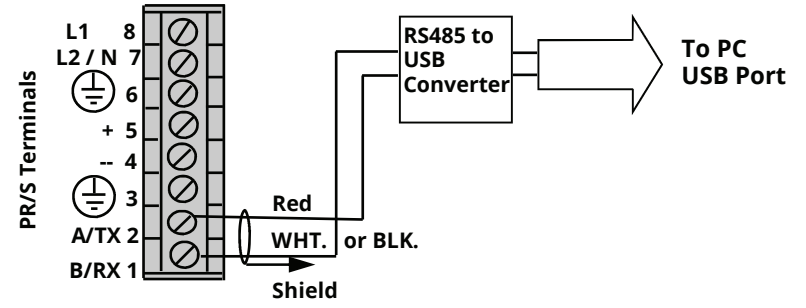 PR/S Terminals
L1 8
L2 / N 7
6
+ 5
-- 4
3
A/TX 2
B/RX 1
Red
WHT. or BLK.
Shield
RS485 to
USB
Converter
To PC
USB Port